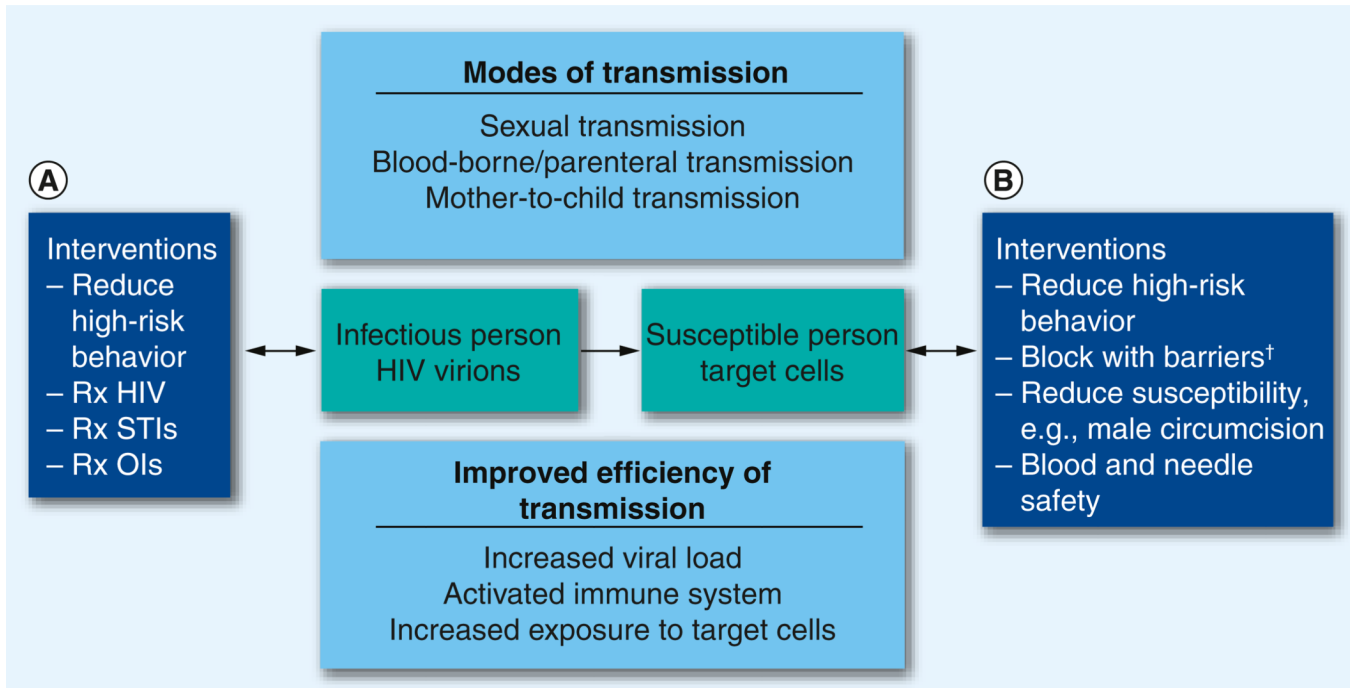 Modes of transmission
Sexual transmission
Blood-borne/parenteral transmission
Mother-to-child transmission
A
Interventions
– Reduce
high-risk
behavior
– Rx HIV
– Rx STIs
– Rx OIs
Infectious person
HIV virions
Susceptible person
target cells
B
Interventions
– Reduce high-risk
behavior
– Block with barriers†
– Reduce susceptibility,
e.g., male circumcision
– Blood and needle
safety
Improved efficiency of
transmission
Increased viral load
Activated immune system
Increased exposure to target cells